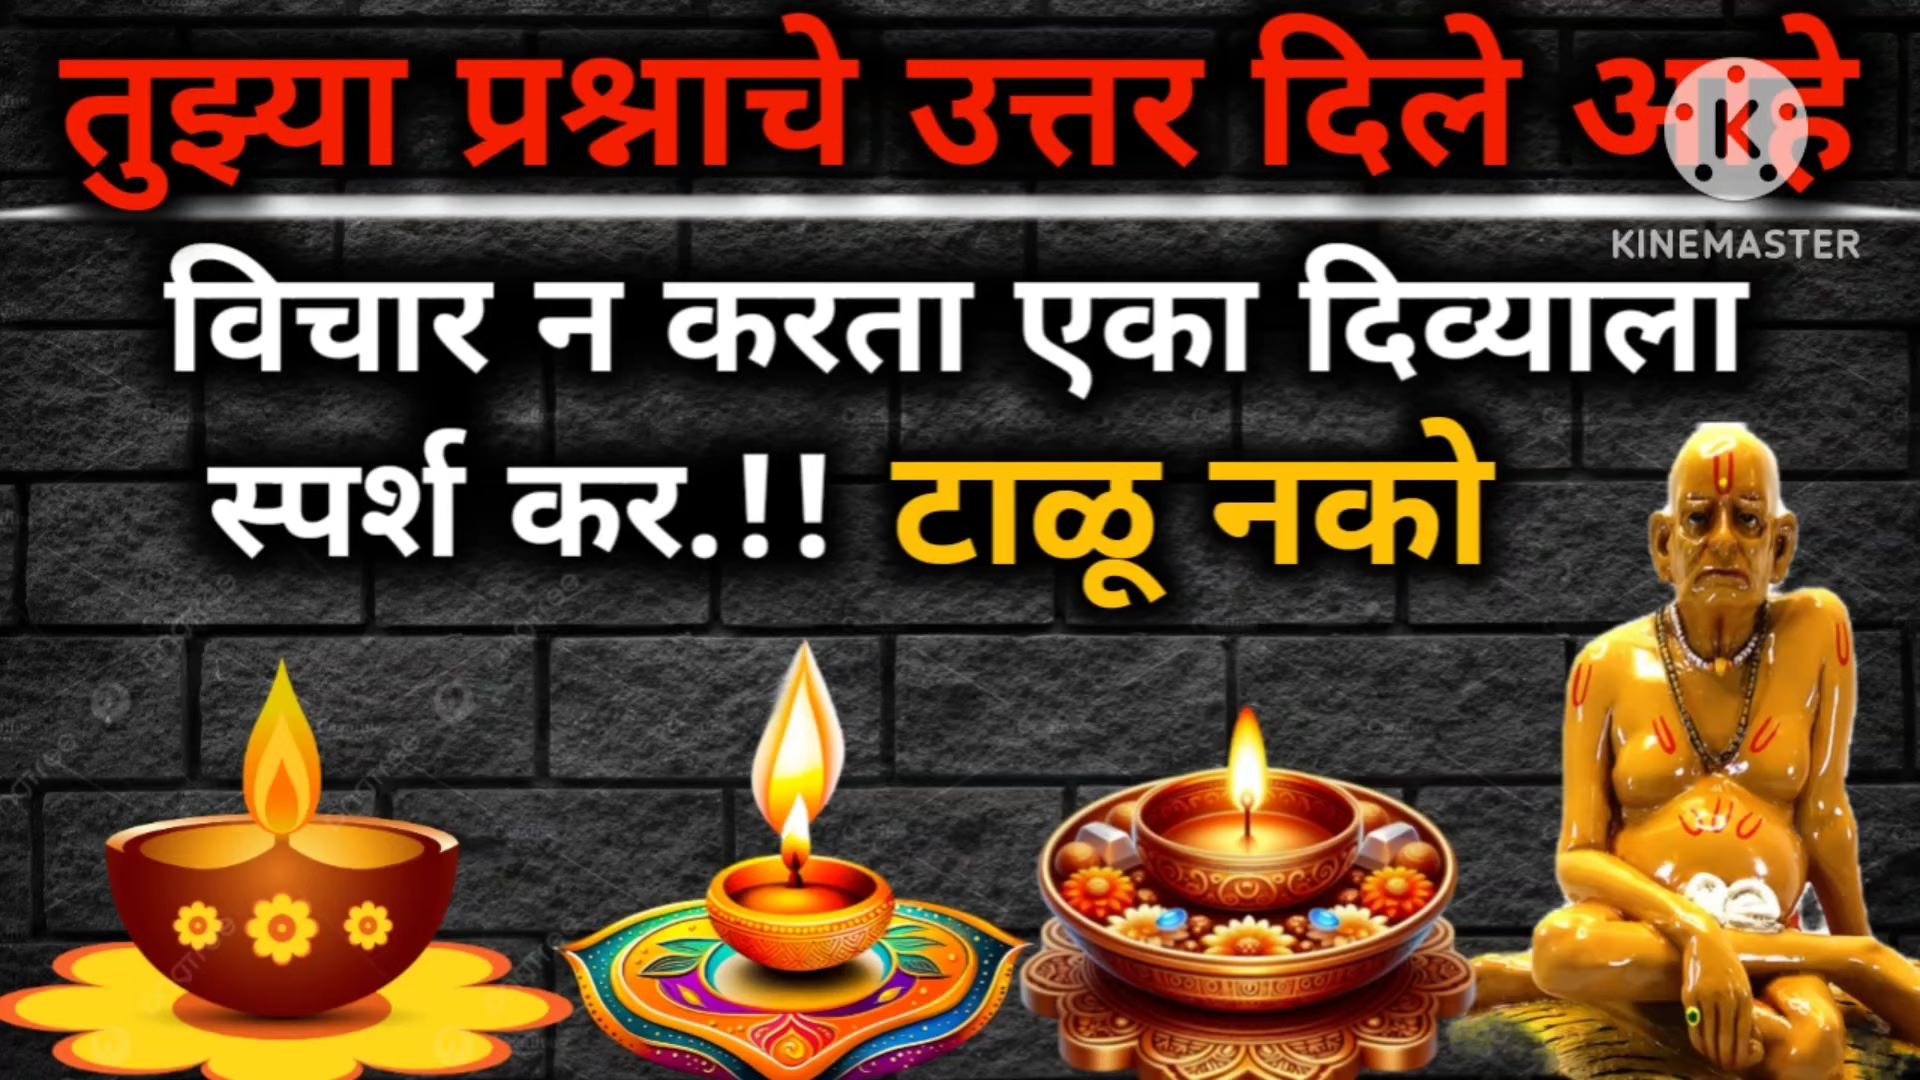 तुझ्या प्रश्नाचे उत्तर दिले आहे
KINEMASTER
विचार न करता एका दिव्याला
स्पर्श कर.!! टाळू नको